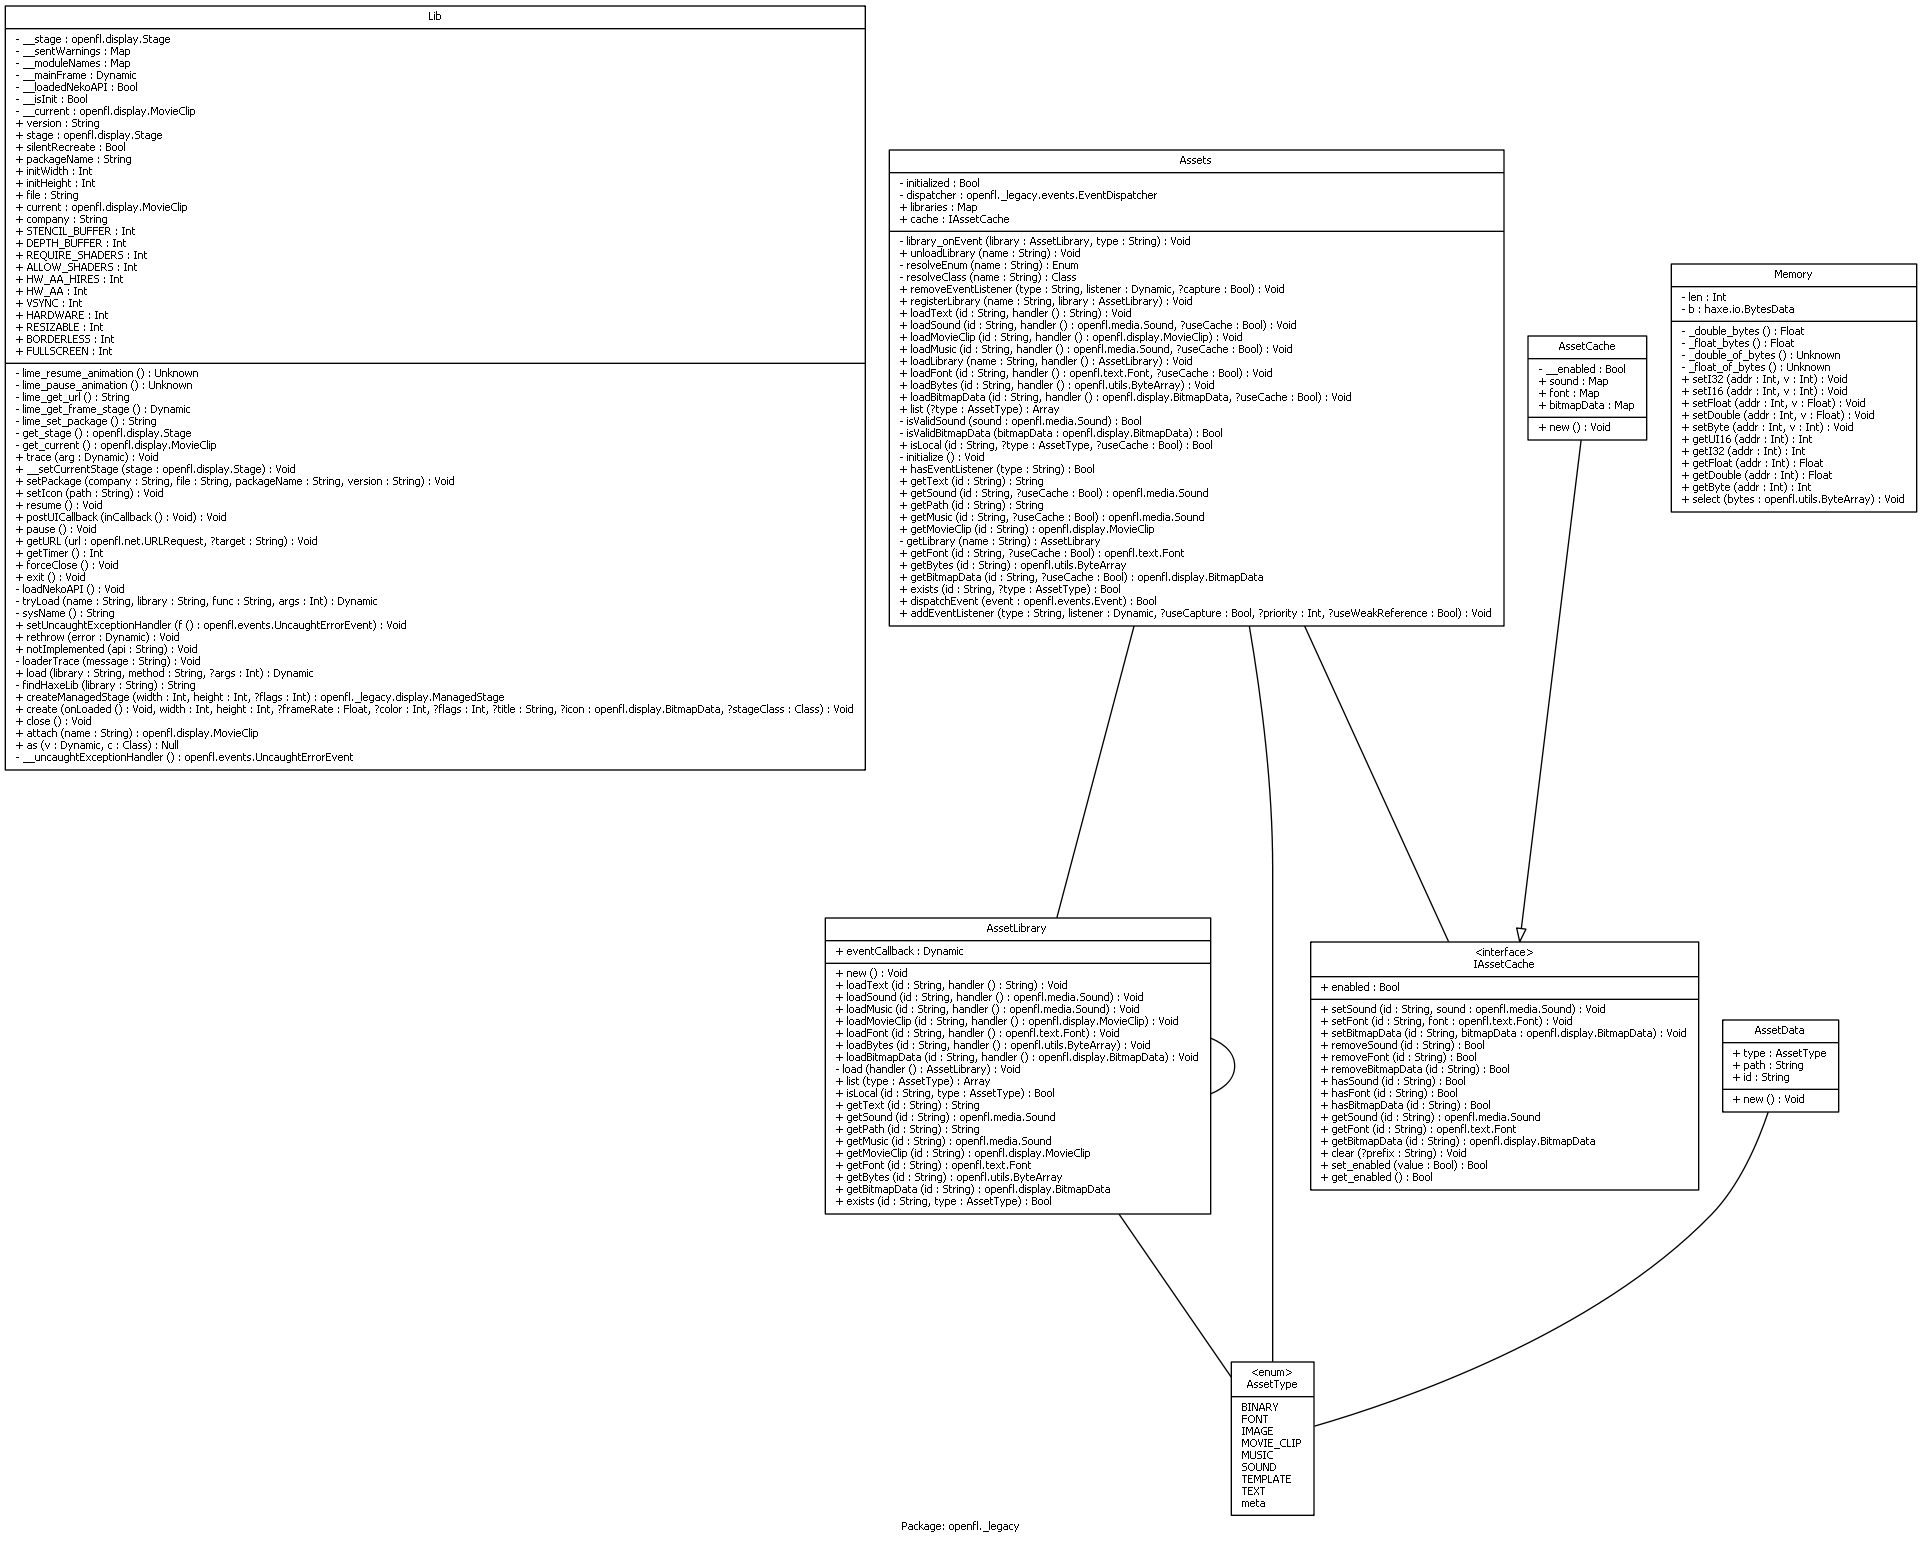 Lib
- __stage : openfl.display.Stage
- __sentWarnings : Map
- __moduleNames : Map
- __mainFrame : Dynamic
- __loadedNekoAPI : Bool
- __isInit : Bool
- __current : openfl.display.MovieClip
+ version : String
+ stage : openfl.display.Stage
+ silentRecreate : Bool
+ packageName : String
+ initWidth : Int
+ initHeight : Int
+ file : String
+ current : openfl.display.MovieClip
+ company : String
+ STENCIL_BUFFER : Int
+ DEPTH_BUFFER : Int
+ REQUIRE_SHADERS : Int
+ ALLOW_SHADERS : Int
+ HW_AA_HIRES : Int
+ HW_AA : Int
+ VSYNC : Int
+ HARDWARE : Int
+ RESIZABLE : Int
+ BORDERLESS : Int
+ FULLSCREEN : Int
- lime_resume_animation () : Unknown
- lime_pause_animation () : Unknown
- lime_get_url () : String
- lime_get_frame_stage () : Dynamic
- lime_set_package () : String
- get_stage () : openfl.display.Stage
- get_current () : openfl.display.MovieClip
+ trace (arg : Dynamic) : Void
+ __setCurrentStage (stage : openfl.display.Stage) : Void
+ setPackage (company : String, file : String, packageName : String, version : String) : Void
+ setIcon (path : String) : Void
+ resume () : Void
+ postUICallback (inCallback () : Void) : Void
+ pause () : Void
+ getURL (url : openfl.net.URLRequest, ?target : String) : Void
+ getTimer () : Int
+ forceClose () : Void
+ exit () : Void
- loadNekoAPI () : Void
- tryLoad (name : String, library : String, func : String, args : Int) : Dynamic
- sysName () : String
+ setUncaughtExceptionHandler (f () : openfl.events.UncaughtErrorEvent) : Void
+ rethrow (error : Dynamic) : Void
+ notImplemented (api : String) : Void
- loaderTrace (message : String) : Void
+ load (library : String, method : String, ?args : Int) : Dynamic
- findHaxeLib (library : String) : String
+ createManagedStage (width : Int, height : Int, ?flags : Int) : openfl._legacy.display.ManagedStage
+ create (onLoaded () : Void, width : Int, height : Int, ?frameRate : Float, ?color : Int, ?flags : Int, ?title : String, ?icon : openfl.display.BitmapData, ?stageClass : Class) : Void
+ close () : Void
+ attach (name : String) : openfl.display.MovieClip
+ as (v : Dynamic, c : Class) : Null
- __uncaughtExceptionHandler () : openfl.events.UncaughtErrorEvent
Assets
- initialized : Bool
- dispatcher : openfl._legacy.events.EventDispatcher
+ libraries : Map
+ cache : IAssetCache
- library_onEvent (library : AssetLibrary, type : String) : Void
+ unloadLibrary (name : String) : Void
- resolveEnum (name : String) : Enum
- resolveClass (name : String) : Class
+ removeEventListener (type : String, listener : Dynamic, ?capture : Bool) : Void
+ registerLibrary (name : String, library : AssetLibrary) : Void
+ loadText (id : String, handler () : String) : Void
+ loadSound (id : String, handler () : openfl.media.Sound, ?useCache : Bool) : Void
+ loadMovieClip (id : String, handler () : openfl.display.MovieClip) : Void
+ loadMusic (id : String, handler () : openfl.media.Sound, ?useCache : Bool) : Void
+ loadLibrary (name : String, handler () : AssetLibrary) : Void
+ loadFont (id : String, handler () : openfl.text.Font, ?useCache : Bool) : Void
+ loadBytes (id : String, handler () : openfl.utils.ByteArray) : Void
+ loadBitmapData (id : String, handler () : openfl.display.BitmapData, ?useCache : Bool) : Void
+ list (?type : AssetType) : Array
- isValidSound (sound : openfl.media.Sound) : Bool
- isValidBitmapData (bitmapData : openfl.display.BitmapData) : Bool
+ isLocal (id : String, ?type : AssetType, ?useCache : Bool) : Bool
- initialize () : Void
+ hasEventListener (type : String) : Bool
+ getText (id : String) : String
+ getSound (id : String, ?useCache : Bool) : openfl.media.Sound
+ getPath (id : String) : String
+ getMusic (id : String, ?useCache : Bool) : openfl.media.Sound
+ getMovieClip (id : String) : openfl.display.MovieClip
- getLibrary (name : String) : AssetLibrary
+ getFont (id : String, ?useCache : Bool) : openfl.text.Font
+ getBytes (id : String) : openfl.utils.ByteArray
+ getBitmapData (id : String, ?useCache : Bool) : openfl.display.BitmapData
+ exists (id : String, ?type : AssetType) : Bool
+ dispatchEvent (event : openfl.events.Event) : Bool
+ addEventListener (type : String, listener : Dynamic, ?useCapture : Bool, ?priority : Int, ?useWeakReference : Bool) : Void
AssetCache
- __enabled : Bool
+ sound : Map
+ font : Map
+ bitmapData : Map
+ new () : Void
Memory
- len : Int
- b : haxe.io.BytesData
- _double_bytes () : Float
- _float_bytes () : Float
- _double_of_bytes () : Unknown
- _float_of_bytes () : Unknown
+ setI32 (addr : Int, v : Int) : Void
+ setI16 (addr : Int, v : Int) : Void
+ setFloat (addr : Int, v : Float) : Void
+ setDouble (addr : Int, v : Float) : Void
+ setByte (addr : Int, v : Int) : Void
+ getUI16 (addr : Int) : Int
+ getI32 (addr : Int) : Int
+ getFloat (addr : Int) : Float
+ getDouble (addr : Int) : Float
+ getByte (addr : Int) : Int
+ select (bytes : openfl.utils.ByteArray) : Void
AssetLibrary
+ eventCallback : Dynamic
+ new () : Void
+ loadText (id : String, handler () : String) : Void
+ loadSound (id : String, handler () : openfl.media.Sound) : Void
+ loadMusic (id : String, handler () : openfl.media.Sound) : Void
+ loadMovieClip (id : String, handler () : openfl.display.MovieClip) : Void
+ loadFont (id : String, handler () : openfl.text.Font) : Void
+ loadBytes (id : String, handler () : openfl.utils.ByteArray) : Void
+ loadBitmapData (id : String, handler () : openfl.display.BitmapData) : Void
- load (handler () : AssetLibrary) : Void
+ list (type : AssetType) : Array
+ isLocal (id : String, type : AssetType) : Bool
+ getText (id : String) : String
+ getSound (id : String) : openfl.media.Sound
+ getPath (id : String) : String
+ getMusic (id : String) : openfl.media.Sound
+ getMovieClip (id : String) : openfl.display.MovieClip
+ getFont (id : String) : openfl.text.Font
+ getBytes (id : String) : openfl.utils.ByteArray
+ getBitmapData (id : String) : openfl.display.BitmapData
+ exists (id : String, type : AssetType) : Bool
<interface>
IAssetCache
+ enabled : Bool
+ setSound (id : String, sound : openfl.media.Sound) : Void
+ setFont (id : String, font : openfl.text.Font) : Void
+ setBitmapData (id : String, bitmapData : openfl.display.BitmapData) : Void
+ removeSound (id : String) : Bool
+ removeFont (id : String) : Bool
+ removeBitmapData (id : String) : Bool
+ hasSound (id : String) : Bool
+ hasFont (id : String) : Bool
+ hasBitmapData (id : String) : Bool
+ getSound (id : String) : openfl.media.Sound
+ getFont (id : String) : openfl.text.Font
+ getBitmapData (id : String) : openfl.display.BitmapData
+ clear (?prefix : String) : Void
+ set_enabled (value : Bool) : Bool
+ get_enabled () : Bool
AssetData
+ type : AssetType
+ path : String
+ id : String
+ new () : Void
<enum>
AssetType
BINARY
FONT
IMAGE
MOVIE_CLIP
MUSIC
SOUND
TEMPLATE
TEXT
meta
Package: openfl._legacy